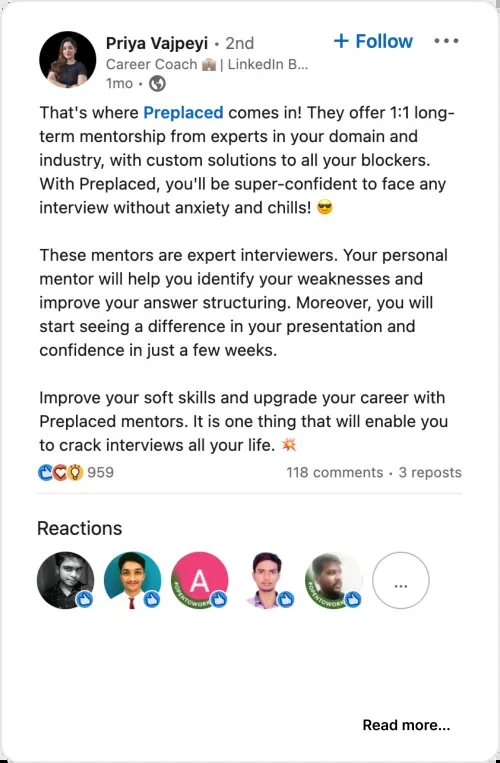 Priya Vajpeyi • 2nd
+ Follow
Career Coach 💼 | LinkedIn B...
1mo •
That's where Preplaced comes in! They offer 1:1 long-
term mentorship from experts in your domain and
industry, with custom solutions to all your blockers.
With Preplaced, you'll be super-confident to face any
interview without anxiety and chills! 😎
These mentors are expert interviewers. Your personal
mentor will help you identify your weaknesses and
improve your answer structuring. Moreover, you will
start seeing a difference in your presentation and
confidence in just a few weeks.
Improve your soft skills and upgrade your career with
Preplaced mentors. It is one thing that will enable you
to crack interviews all your life. 💥
959
118 comments • 3 reposts
Reactions
A
#OPENTOWORK
#OPENTOWORK
...
Read more...